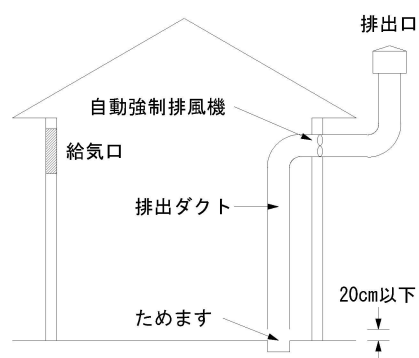 排出口
自動強制排風機
給気口
排出ダクト
20cm以下
ためます